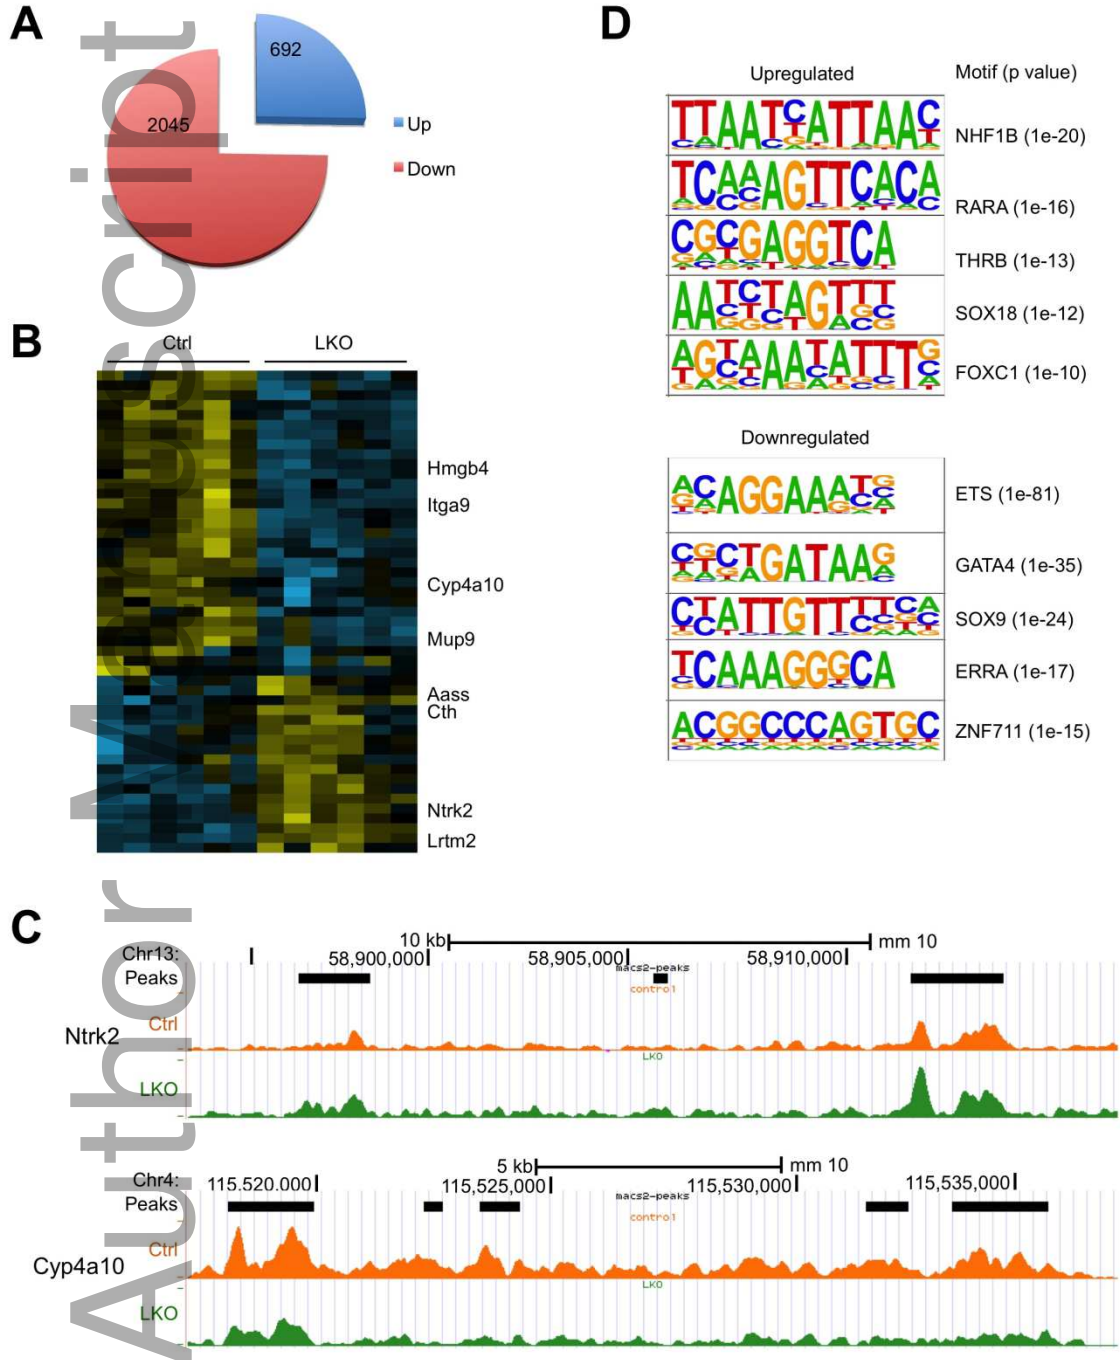 A
692
2045
Up
Down
B
Ctrl
LKO
Hmgb4
Itga9
Cyp4a10
Mup9
Aass
Cth
Ntrk2
Lrtm2
D
Upregulated
Motif (p value)
NHF1B (1e-20)
RARA (1e-16)
THRB (1e-13)
SOX18 (1e-12)
FOXC1 (1e-10)
Downregulated
ETS (1e-81)
GATA4 (1e-35)
SOX9 (1e-24)
ERRA (1e-17)
ZNF711 (1e-15)
C
10 kb
mm 10
Chr13:
58,900,000
58,905,000
58,910,000
Peaks
macs2-peaks
control
Ctrl
Ntrk2
LKO
LKO
5 kb
mm 10
Chr4:
115.520.000
115,525,000
115,530,000
115,535,000
Peaks
macs2-peaks
control
Ctrl
Cyp4a10
LKO
LKO
Author Manuscript